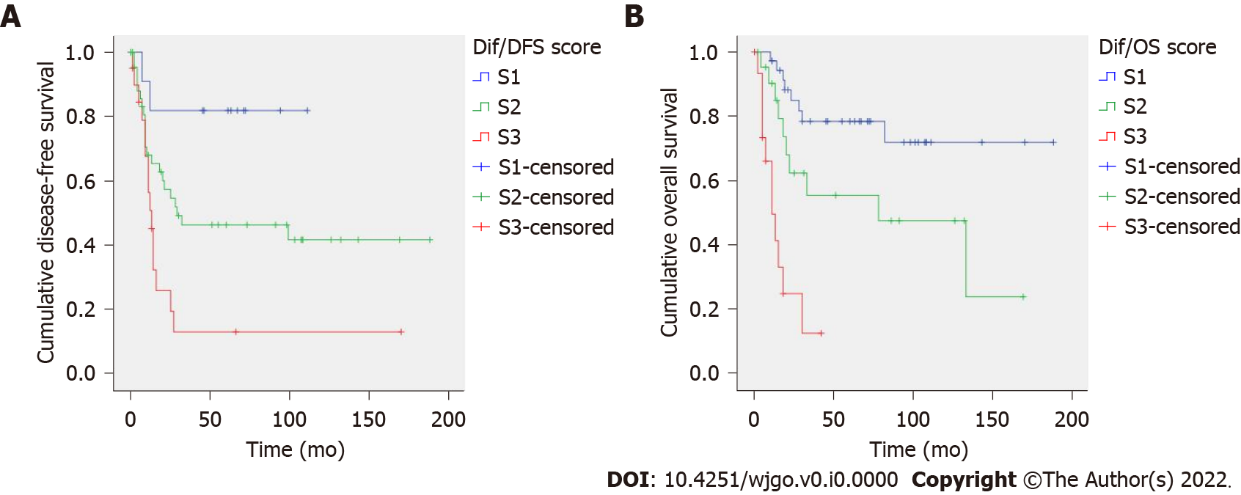 A
Cumulative disease-free survival
1.0
0.8
0.6
0.4
0.2
0.0
0 50 100 150 200
Time (mo)
Dif/DFS score
S1
S2
S3
S1-censored
S2-censored
S3-censored
B
Cumulative overall survival
1.0
0.8
0.6
0.4
0.2
0.0
0 50 100 150 200
Time (mo)
Dif/OS score
S1
S2
S3
S1-censored
S2-censored
S3-censored
DOI: 10.4251/wjgo.v0.i0.0000 Copyright ©The Author(s) 2022.